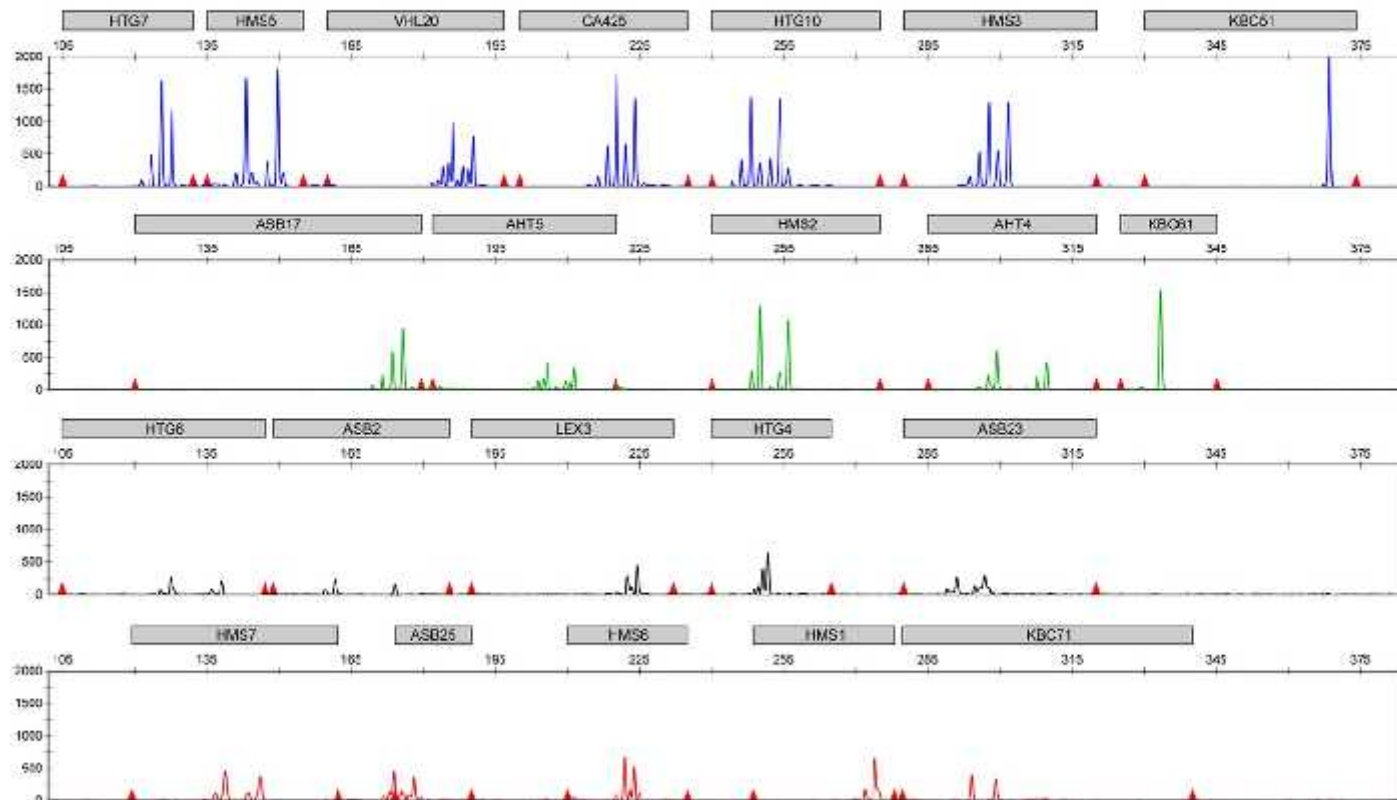 HTG7 HMS5 VHL20 CA425 HTG10 HMS3 KBC51
105 135 165 195 225 255 285 315 345 375
2000
1500
1000
500
0
ASB17 AHT5 HMS2 AHT4 KBC61
105 135 165 195 225 255 285 315 345 375
2000
1500
1000
500
0
HTG6 ASB2 LEX3 HTG4 ASB23
105 135 165 195 225 255 285 315 345 375
2000
1500
1000
500
0
HMS7 ASB25 HMS6 HMS1 KBC71
105 135 165 195 225 255 285 315 345 375
2000
1500
1000
500
0